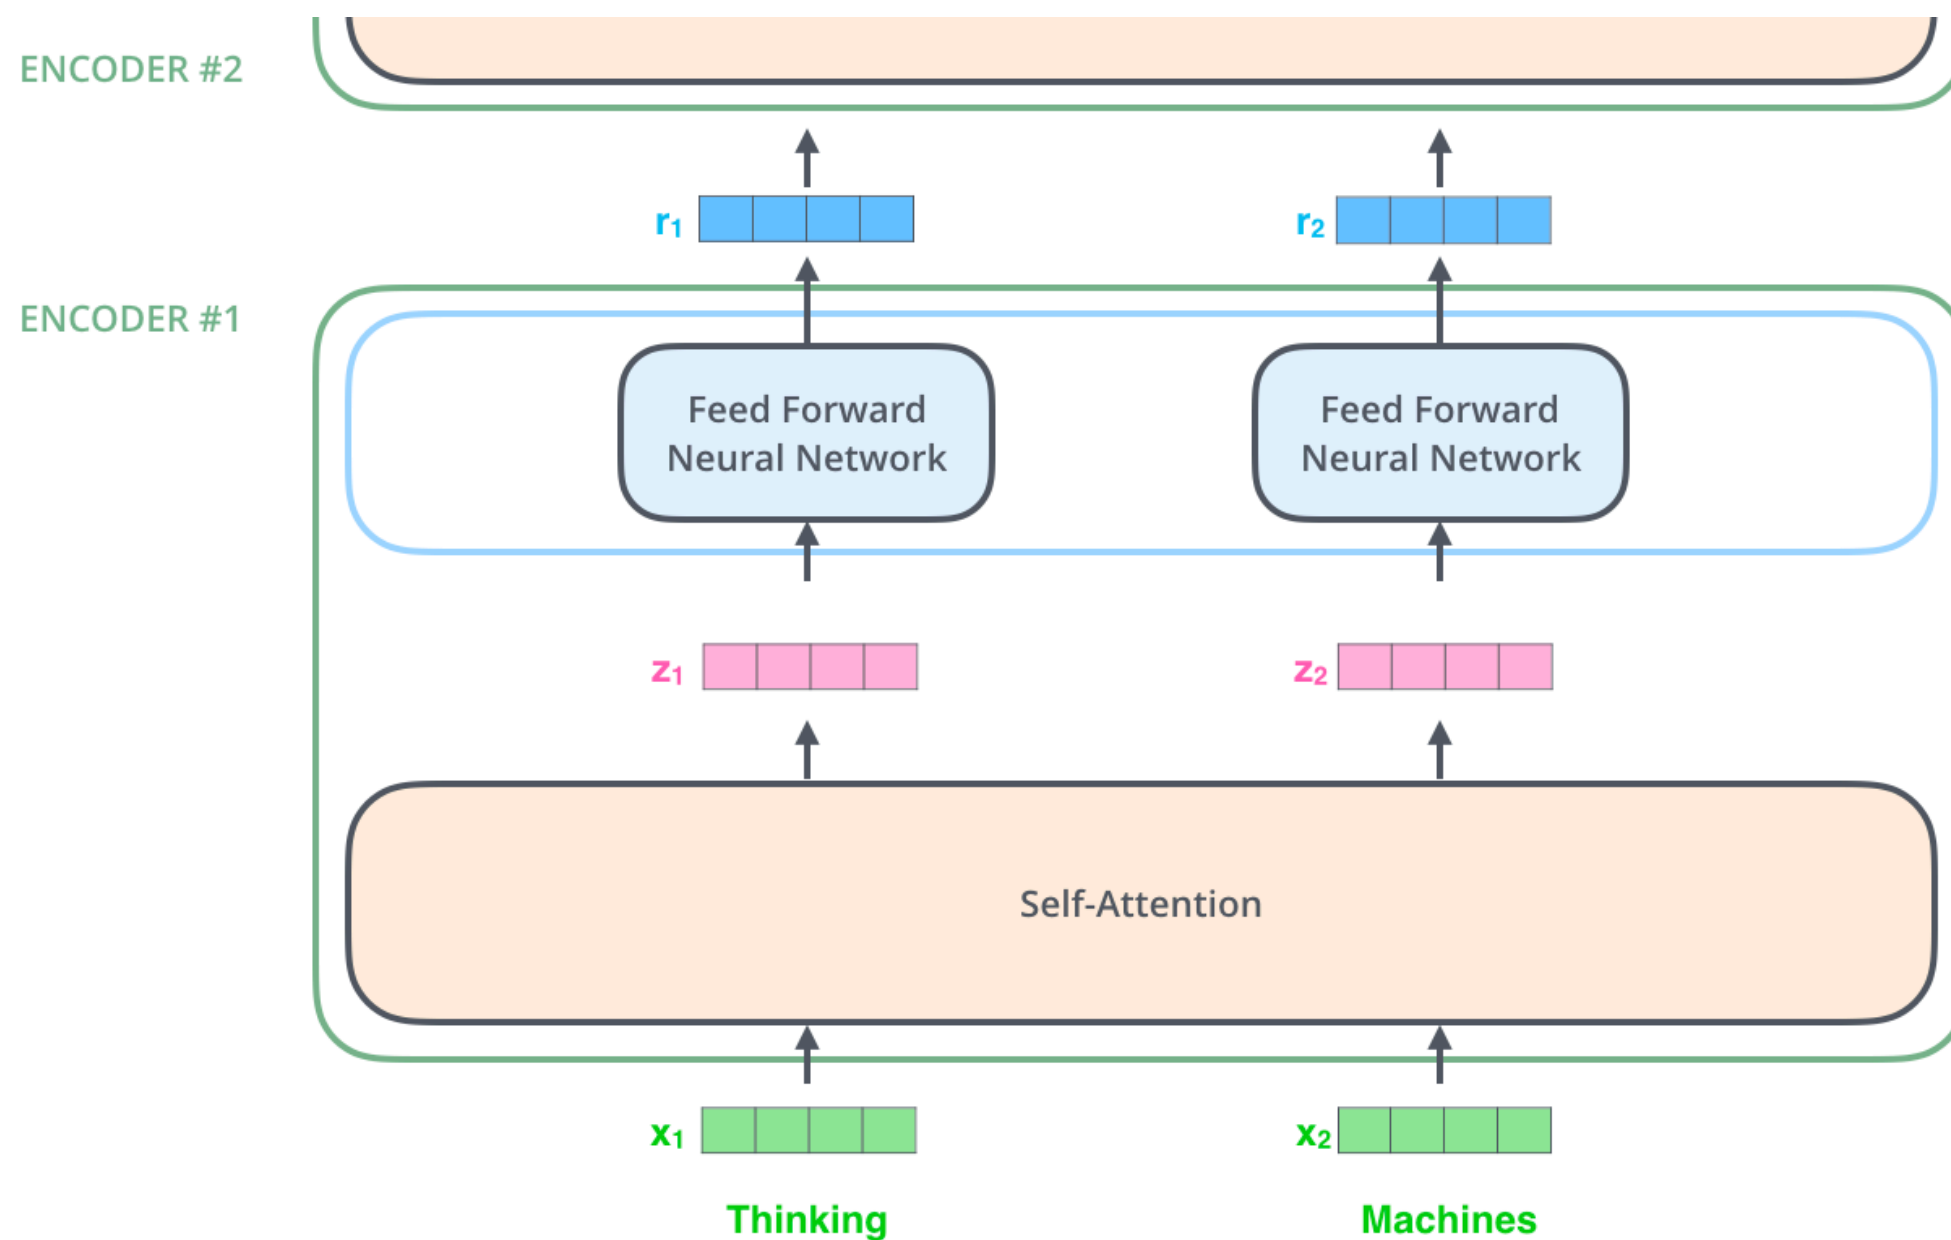 ENCODER #2
r₁
r₂
ENCODER #1
Feed Forward
Neural Network
Feed Forward
Neural Network
z₁
z₂
Self-Attention
x₁
x₂
Thinking
Machines